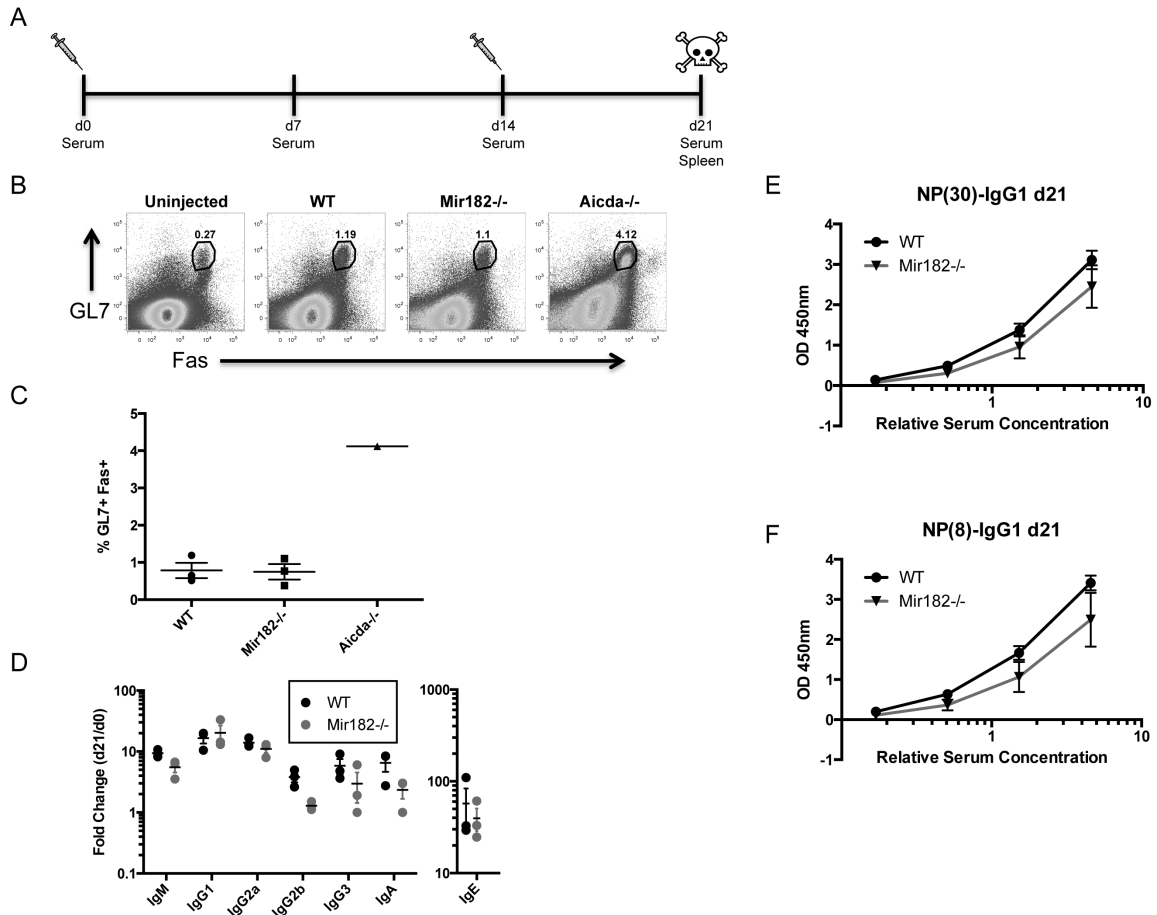 A
d0
Serum
d7
Serum
d14
Serum
d21
Serum
Spleen
B
Uninjected
WT
Mir182-/-
Aicda-/-
0.27
1.19
1.1
4.12
GL7
Fas
C
% GL7+ Fas+
5
4
3
2
1
0
WT
Mir182-/-
Aicda-/-
D
Fold Change (d21/d0)
100
10
1
0.1
WT
Mir182-/-
IgM
IgG1
IgG2a
IgG2b
IgG3
IgA
1000
100
10
IgE
E
NP(30)-IgG1 d21
WT
Mir182-/-
OD 450nm
4
3
2
1
0
-1
1
10
Relative Serum Concentration
F
NP(8)-IgG1 d21
WT
Mir182-/-
OD 450nm
4
3
2
1
0
-1
1
10
Relative Serum Concentration